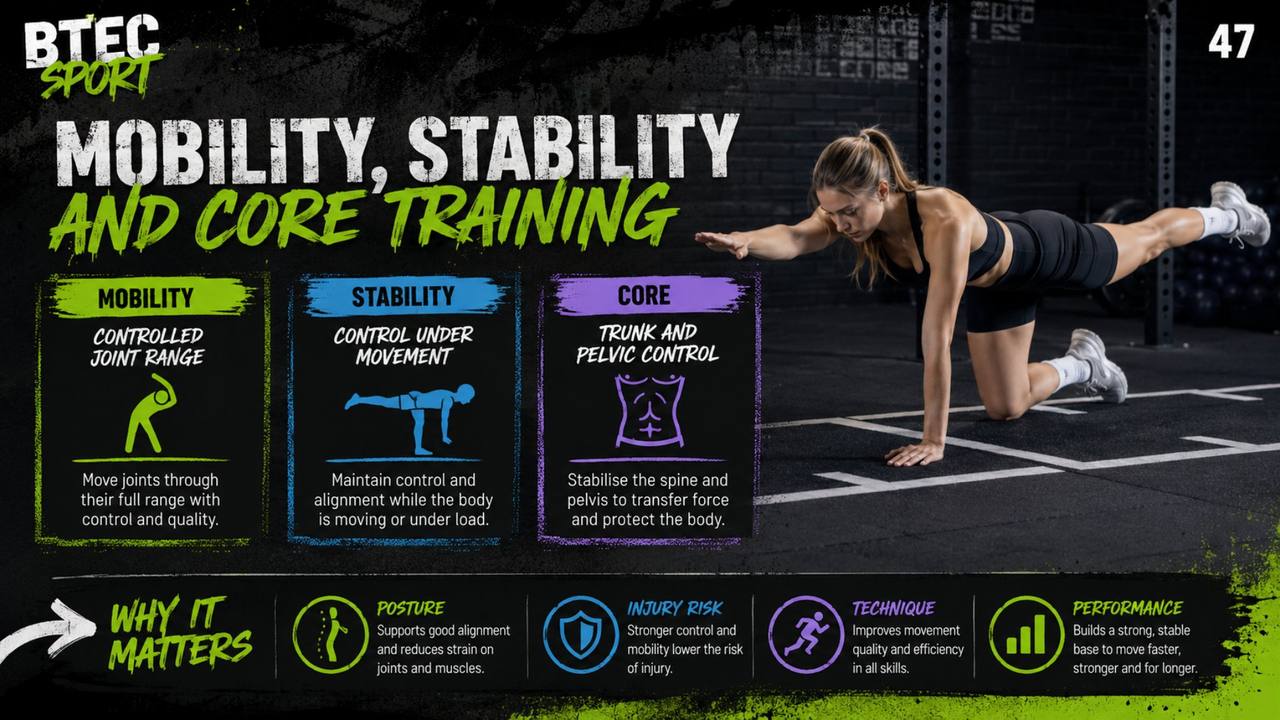 BTEC
SPORT
47
MOBILITY, STABILITY
AND CORE TRAINING
MOBILITY
CONTROLLED
JOINT RANGE
Move joints through
their full range with
control and quality.
STABILITY
CONTROL UNDER
MOVEMENT
Maintain control and
alignment while the body
is moving or under load.
CORE
TRUNK AND
PELVIC CONTROL
Stabilise the spine and
pelvis to transfer force
and protect the body.
WHY IT
MATTERS
POSTURE
Supports good alignment
and reduces strain on
joints and muscles.
INJURY RISK
Stronger control and
mobility lower the risk
of injury.
TECHNIQUE
Improves movement
quality and efficiency
in all skills.
PERFORMANCE
Builds a strong, stable
base to move faster,
stronger and for longer.